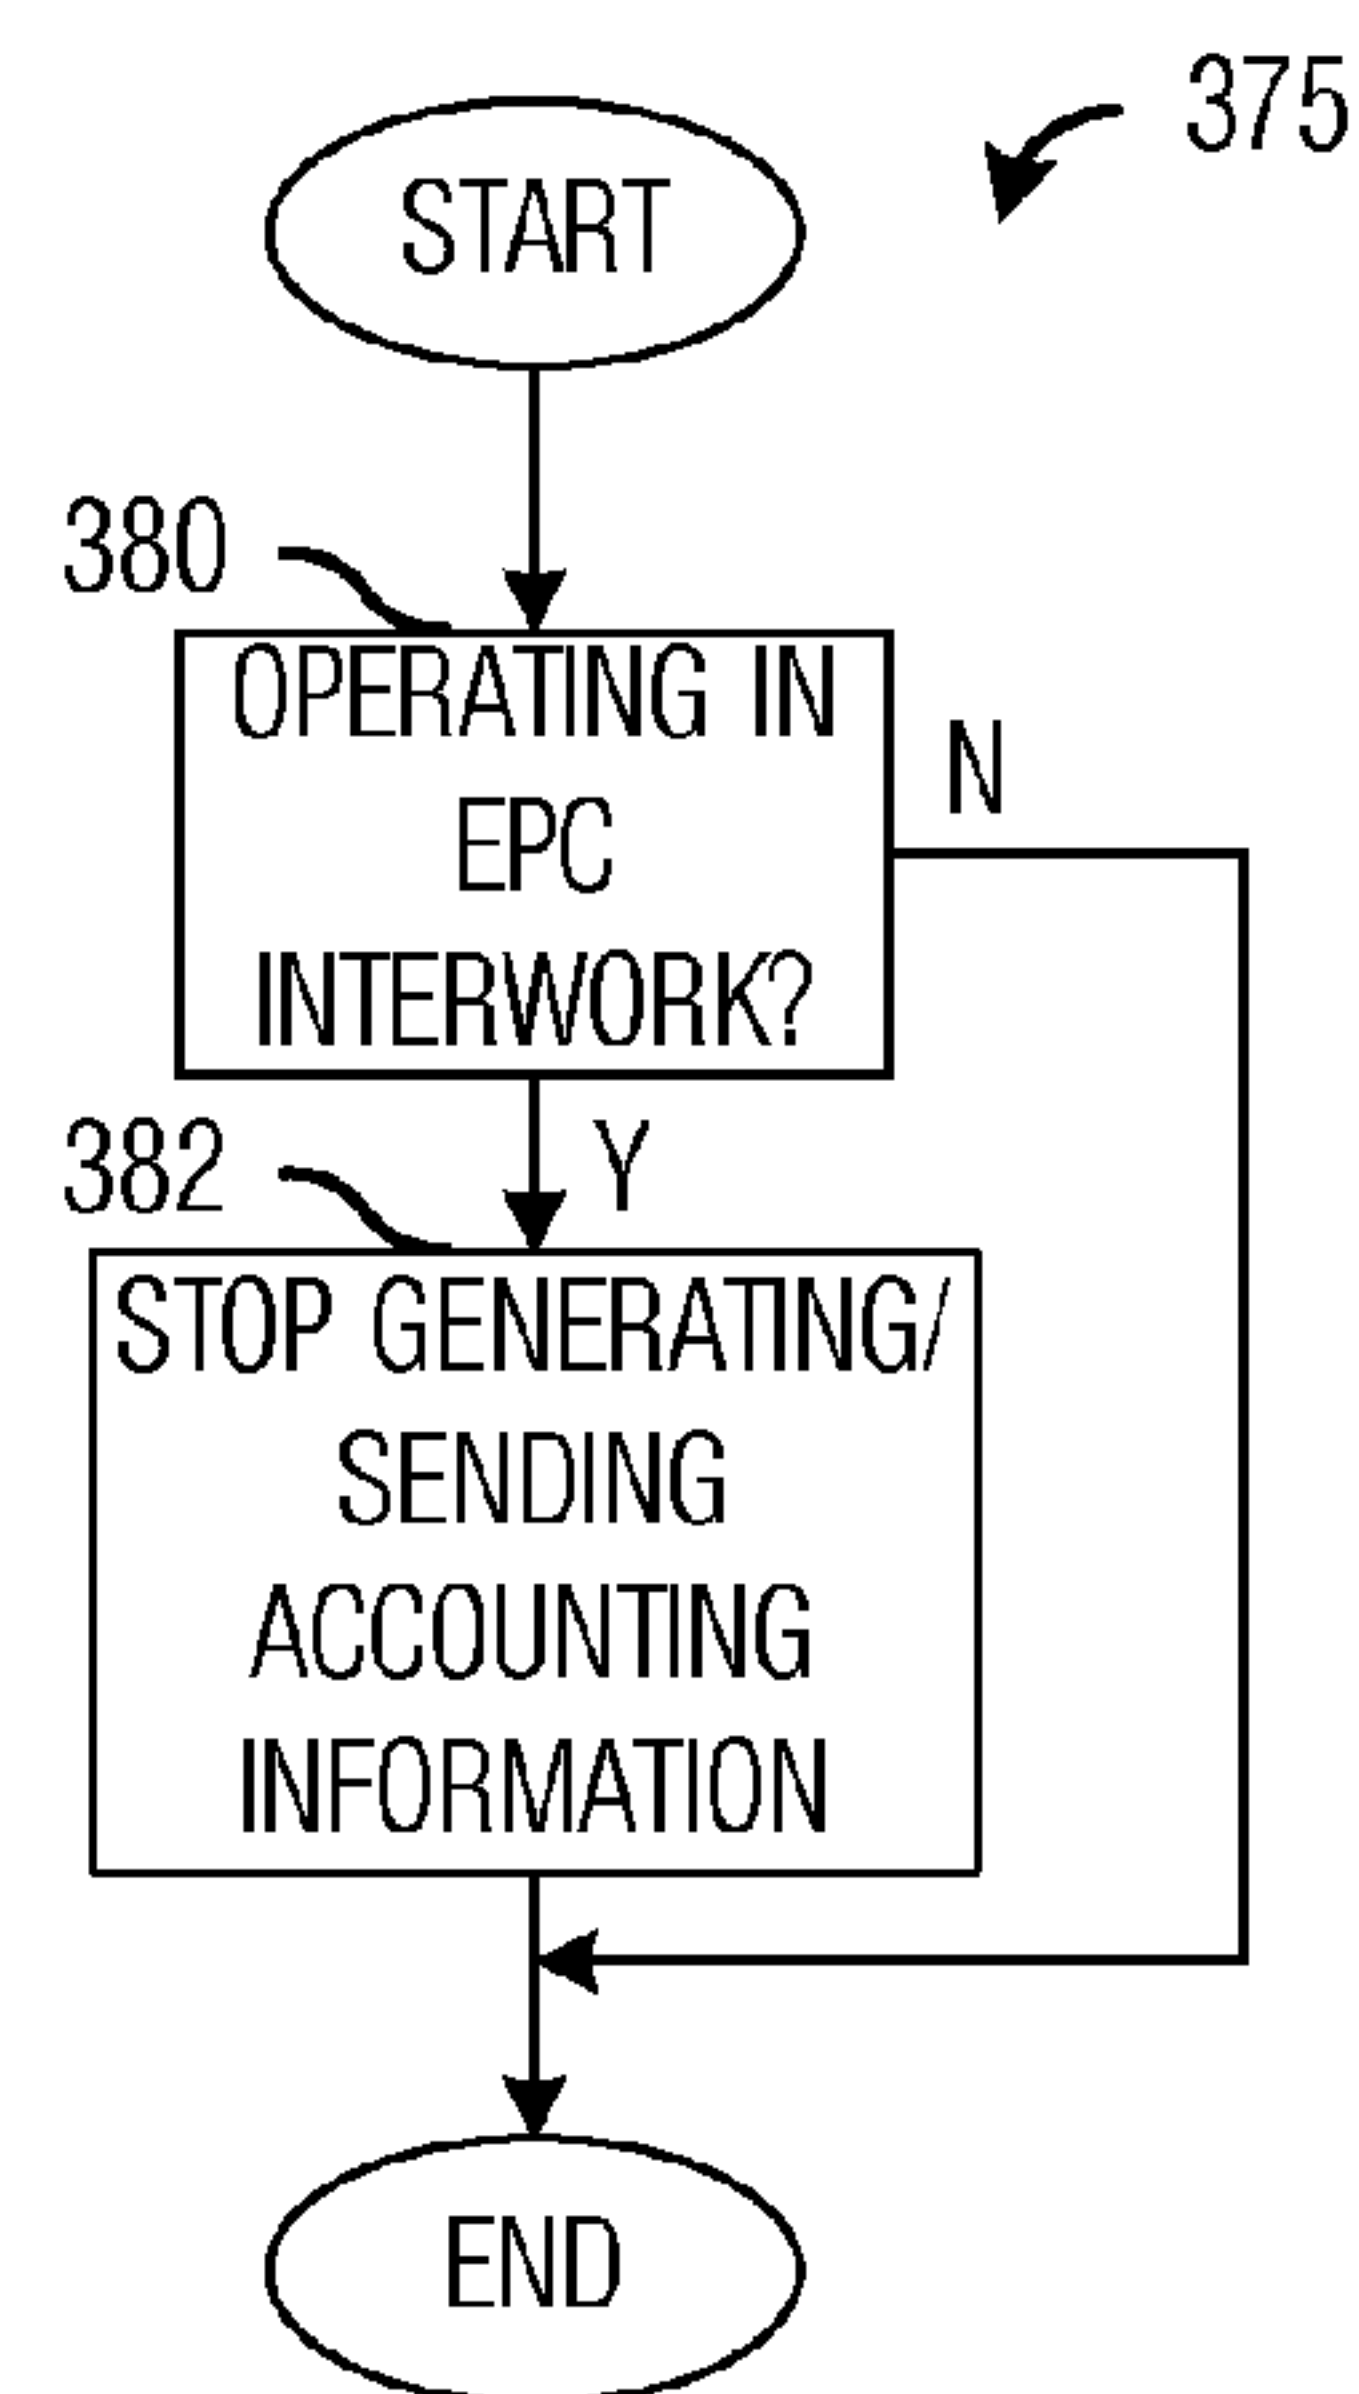 375
START
380
OPERATING IN
EPC
INTERWORK?
N
Y
382
STOP GENERATING/
SENDING
ACCOUNTING
INFORMATION
END